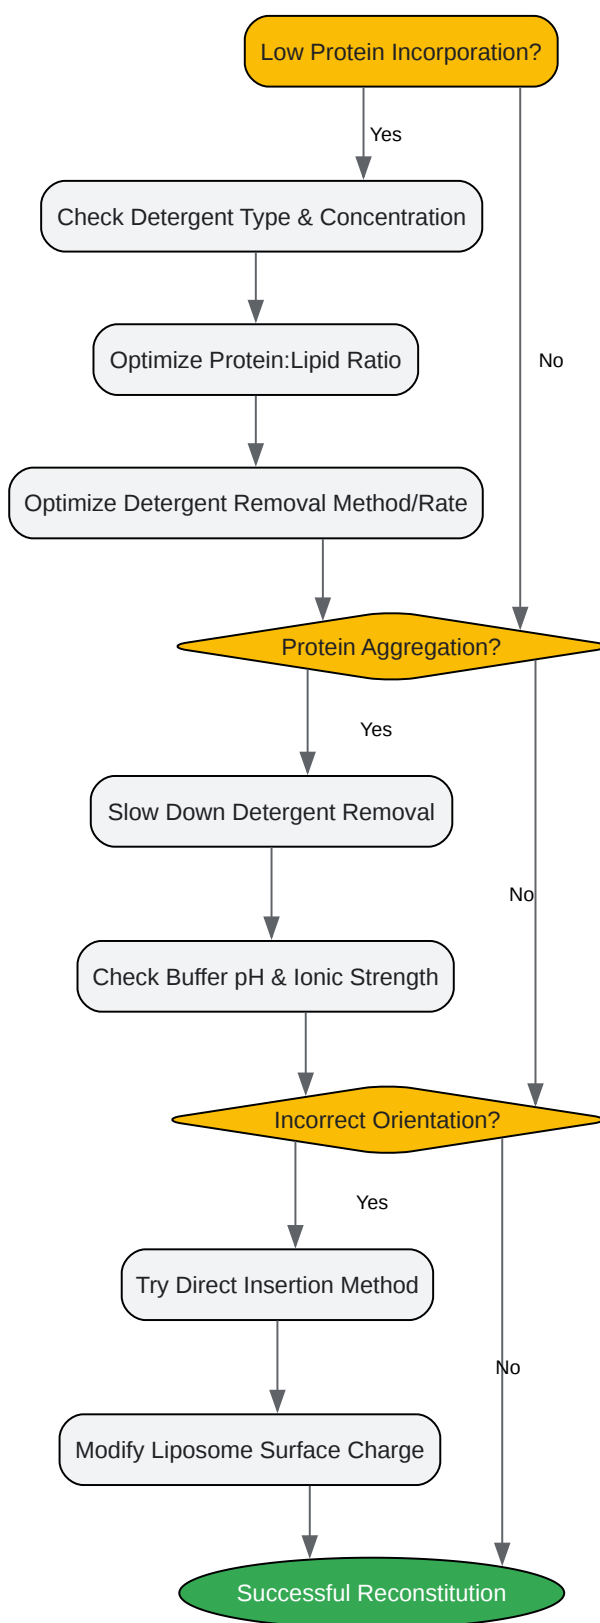 Low Protein Incorporation?
Yes
Check Detergent Type & Concentration
Optimize Protein:Lipid Ratio
No
Optimize Detergent Removal Method/Rate
Protein Aggregation?
Yes
Slow Down Detergent Removal
No
Check Buffer pH & Ionic Strength
Incorrect Orientation?
Yes
Try Direct Insertion Method
No
Modify Liposome Surface Charge
Successful Reconstitution